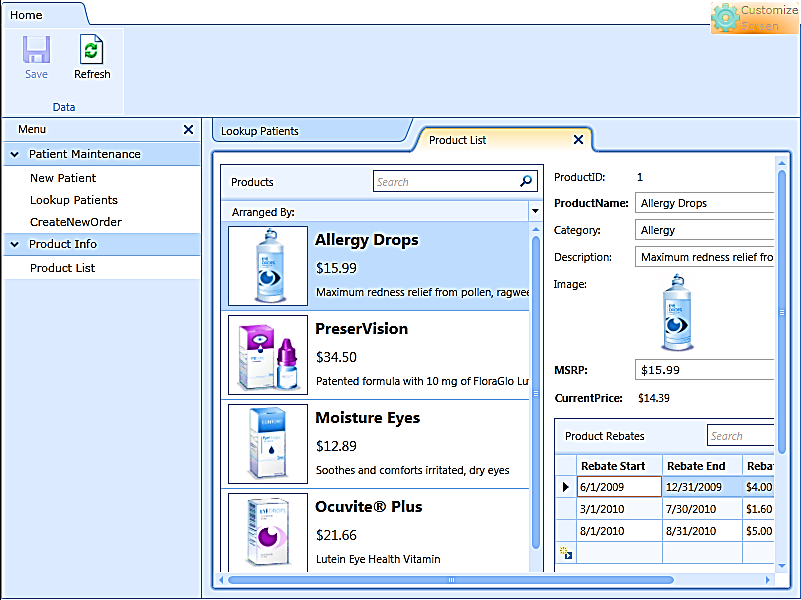 Home
Customize
Screen
Save
Refresh
Data
Menu
Patient Maintenance
New Patient
Lookup Patients
CreateNewOrder
Product Info
Product List
Lookup Patients
Product List
Products
Search
Arranged By:
Allergy Drops
$15.99
Maximum redness relief from pollen, ragwee
PreserVision
$34.50
Patented formula with 10 mg of FloraGlo Lu
Moisture Eyes
$12.89
Soothes and comforts irritated, dry eyes
Ocuvite® Plus
$21.66
Lutein Eye Health Vitamin
ProductID: 1
ProductName: Allergy Drops
Category: Allergy
Description: Maximum redness relief fro
Image:
MSRP: $15.99
CurrentPrice: $14.39
Product Rebates
Search
Rebate Start Rebate End Rebat
6/1/2009 12/31/2009 $4.00
3/1/2010 7/30/2010 $1.60
8/1/2010 8/31/2010 $5.00